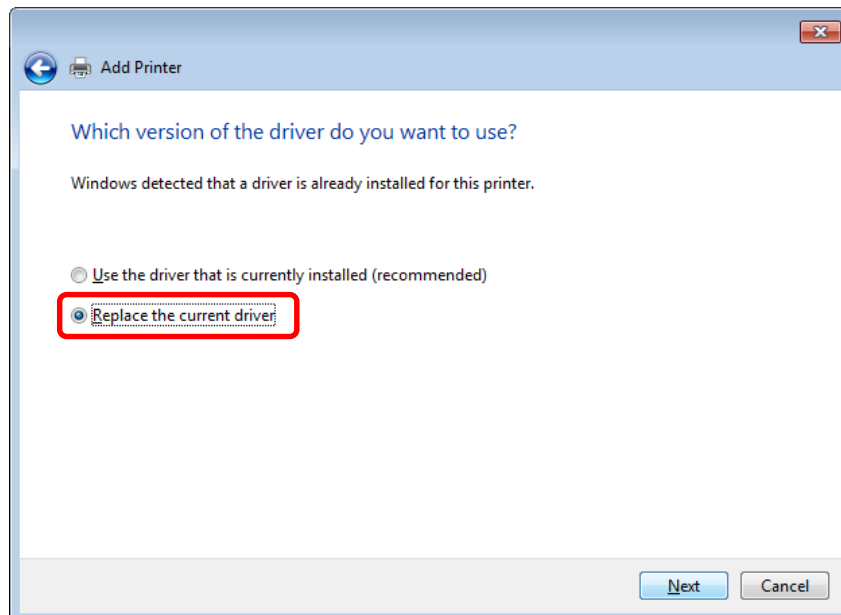 Add Printer
Which version of the driver do you want to use?
Windows detected that a driver is already installed for this printer.
Use the driver that is currently installed (recommended)
Replace the current driver
Next
Cancel